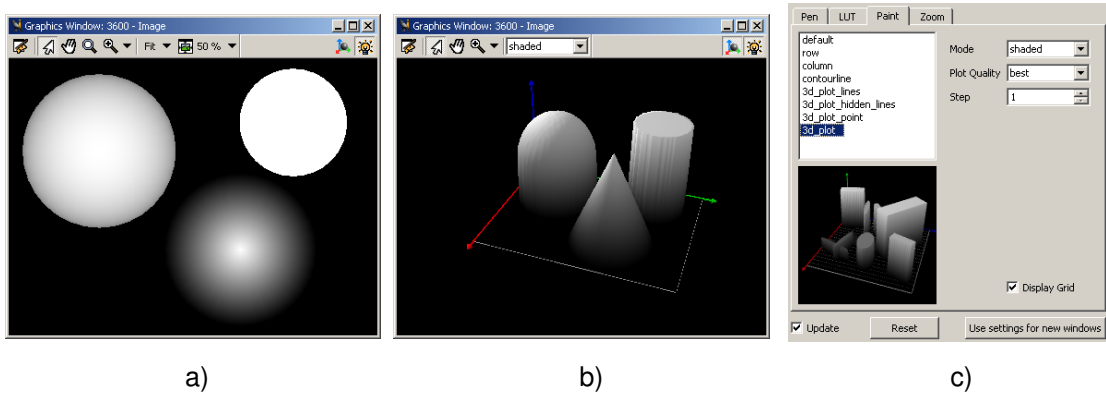 Graphics Window: 3600 - Image
Fit 50 %
a)
Graphics Window: 3600 - Image
shaded
b)
Pen LUT Paint Zoom
default
row
column
contourline
3d_plot_lines
3d_plot_hidden_lines
3d_plot_point
3d_plot
Mode shaded
Plot Quality best
Step 1
Display Grid
Update Reset Use settings for new windows
c)